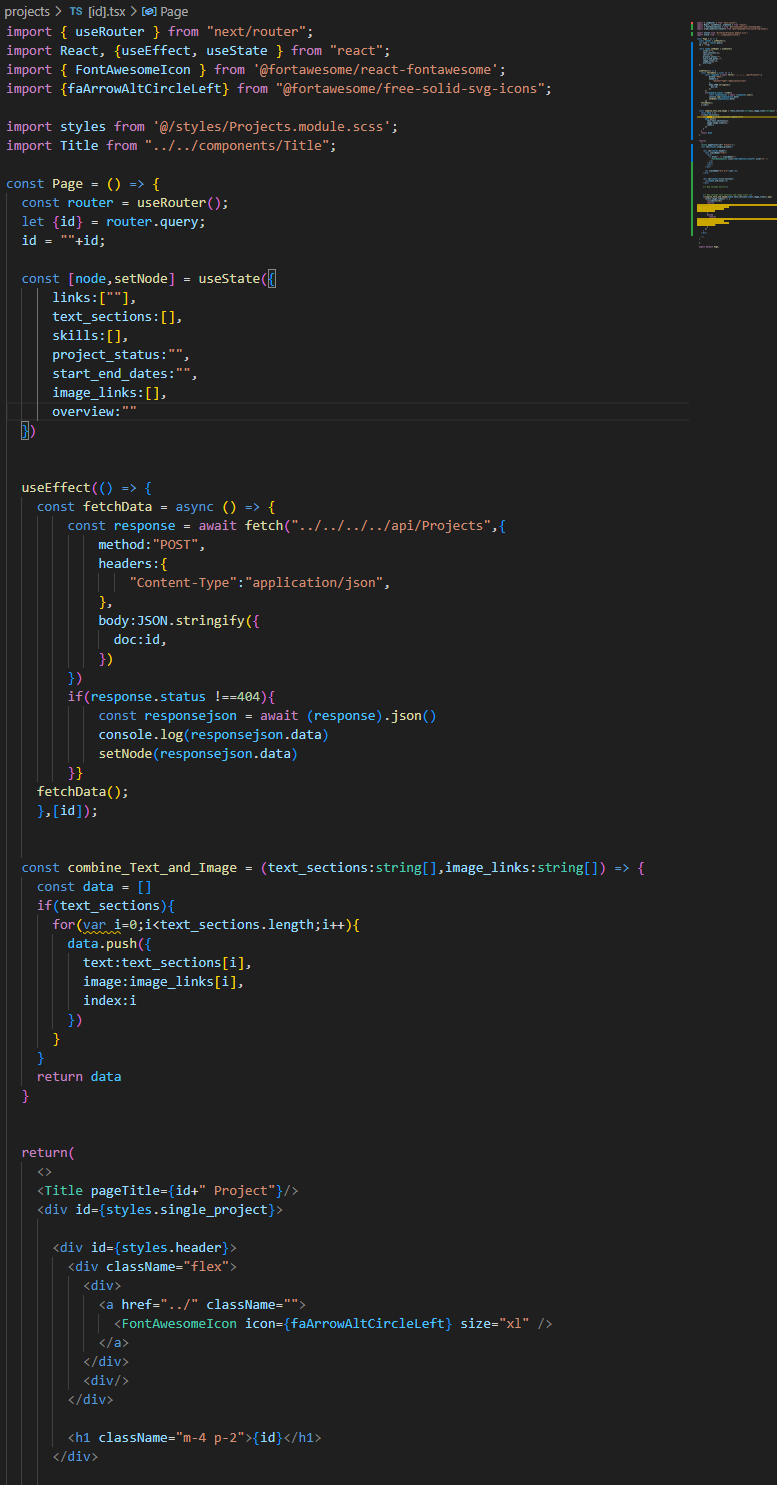 projects > TS [id].tsx > Page
import { useRouter } from "next/router";
import React, {useEffect, useState } from "react";
import { FontAwesomeIcon } from '@fortawesome/react-fontawesome';
import {faArrowAltCircleLeft} from "@fortawesome/free-solid-svg-icons";
import styles from '@/styles/Projects.module.scss';
import Title from "../../components/Title";
const Page = () => {
const router = useRouter();
let {id} = router.query;
id = ""+id;
const [node,setNode] = useState({
links:[""],
text_sections:[],
skills:[],
project_status:"",
start_end_dates:"",
image_links:[],
overview:""
})
useEffect(() => {
const fetchData = async () => {
const response = await fetch("../../../../api/Projects",{
method:"POST",
headers:{
"Content-Type":"application/json",
},
body:JSON.stringify({
doc:id,
})
})
if(response.status !==404){
const responsejson = await (response).json()
console.log(responsejson.data)
setNode(responsejson.data)
}}
fetchData();
},[id]);
const combine_Text_and_Image = (text_sections:string[],image_links:string[]) => {
const data = []
if(text_sections){
for(var i=0;i<text_sections.length;i++){
data.push({
text:text_sections[i],
image:image_links[i],
index:i
})
}
}
return data
}
return(
<>
<Title pageTitle={id+" Project"}/>
<div id={styles.single_project}>
<div id={styles.header}>
<div className="flex">
<div>
<a href="../" className="">
<FontAwesomeIcon icon={faArrowAltCircleLeft} size="xl" />
</a>
</div>
<div/>
</div>
<h1 className="m-4 p-2">{id}</h1>
</div>